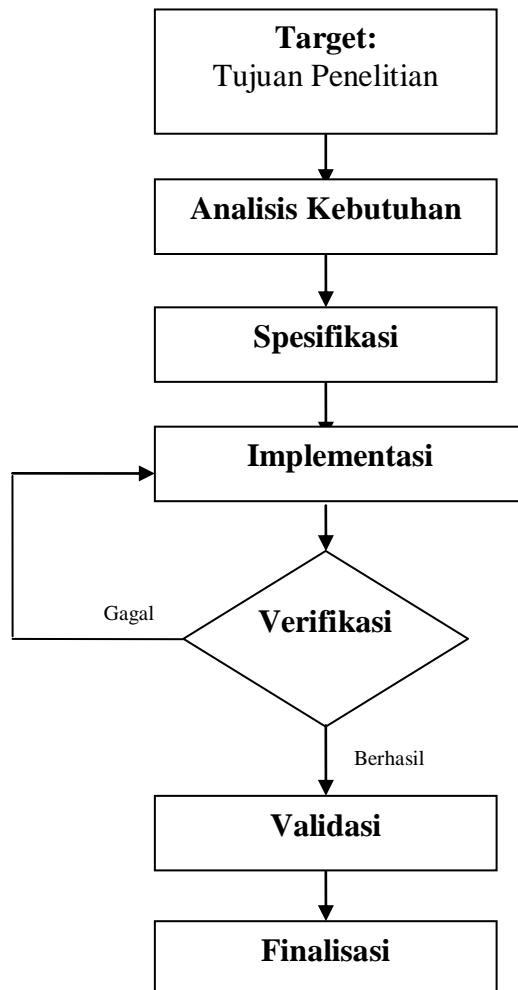 Target:
Tujuan Penelitian
Analisis Kebutuhan
Spesifikasi
Implementasi
Gagal
Verifikasi
Berhasil
Validasi
Finalisasi